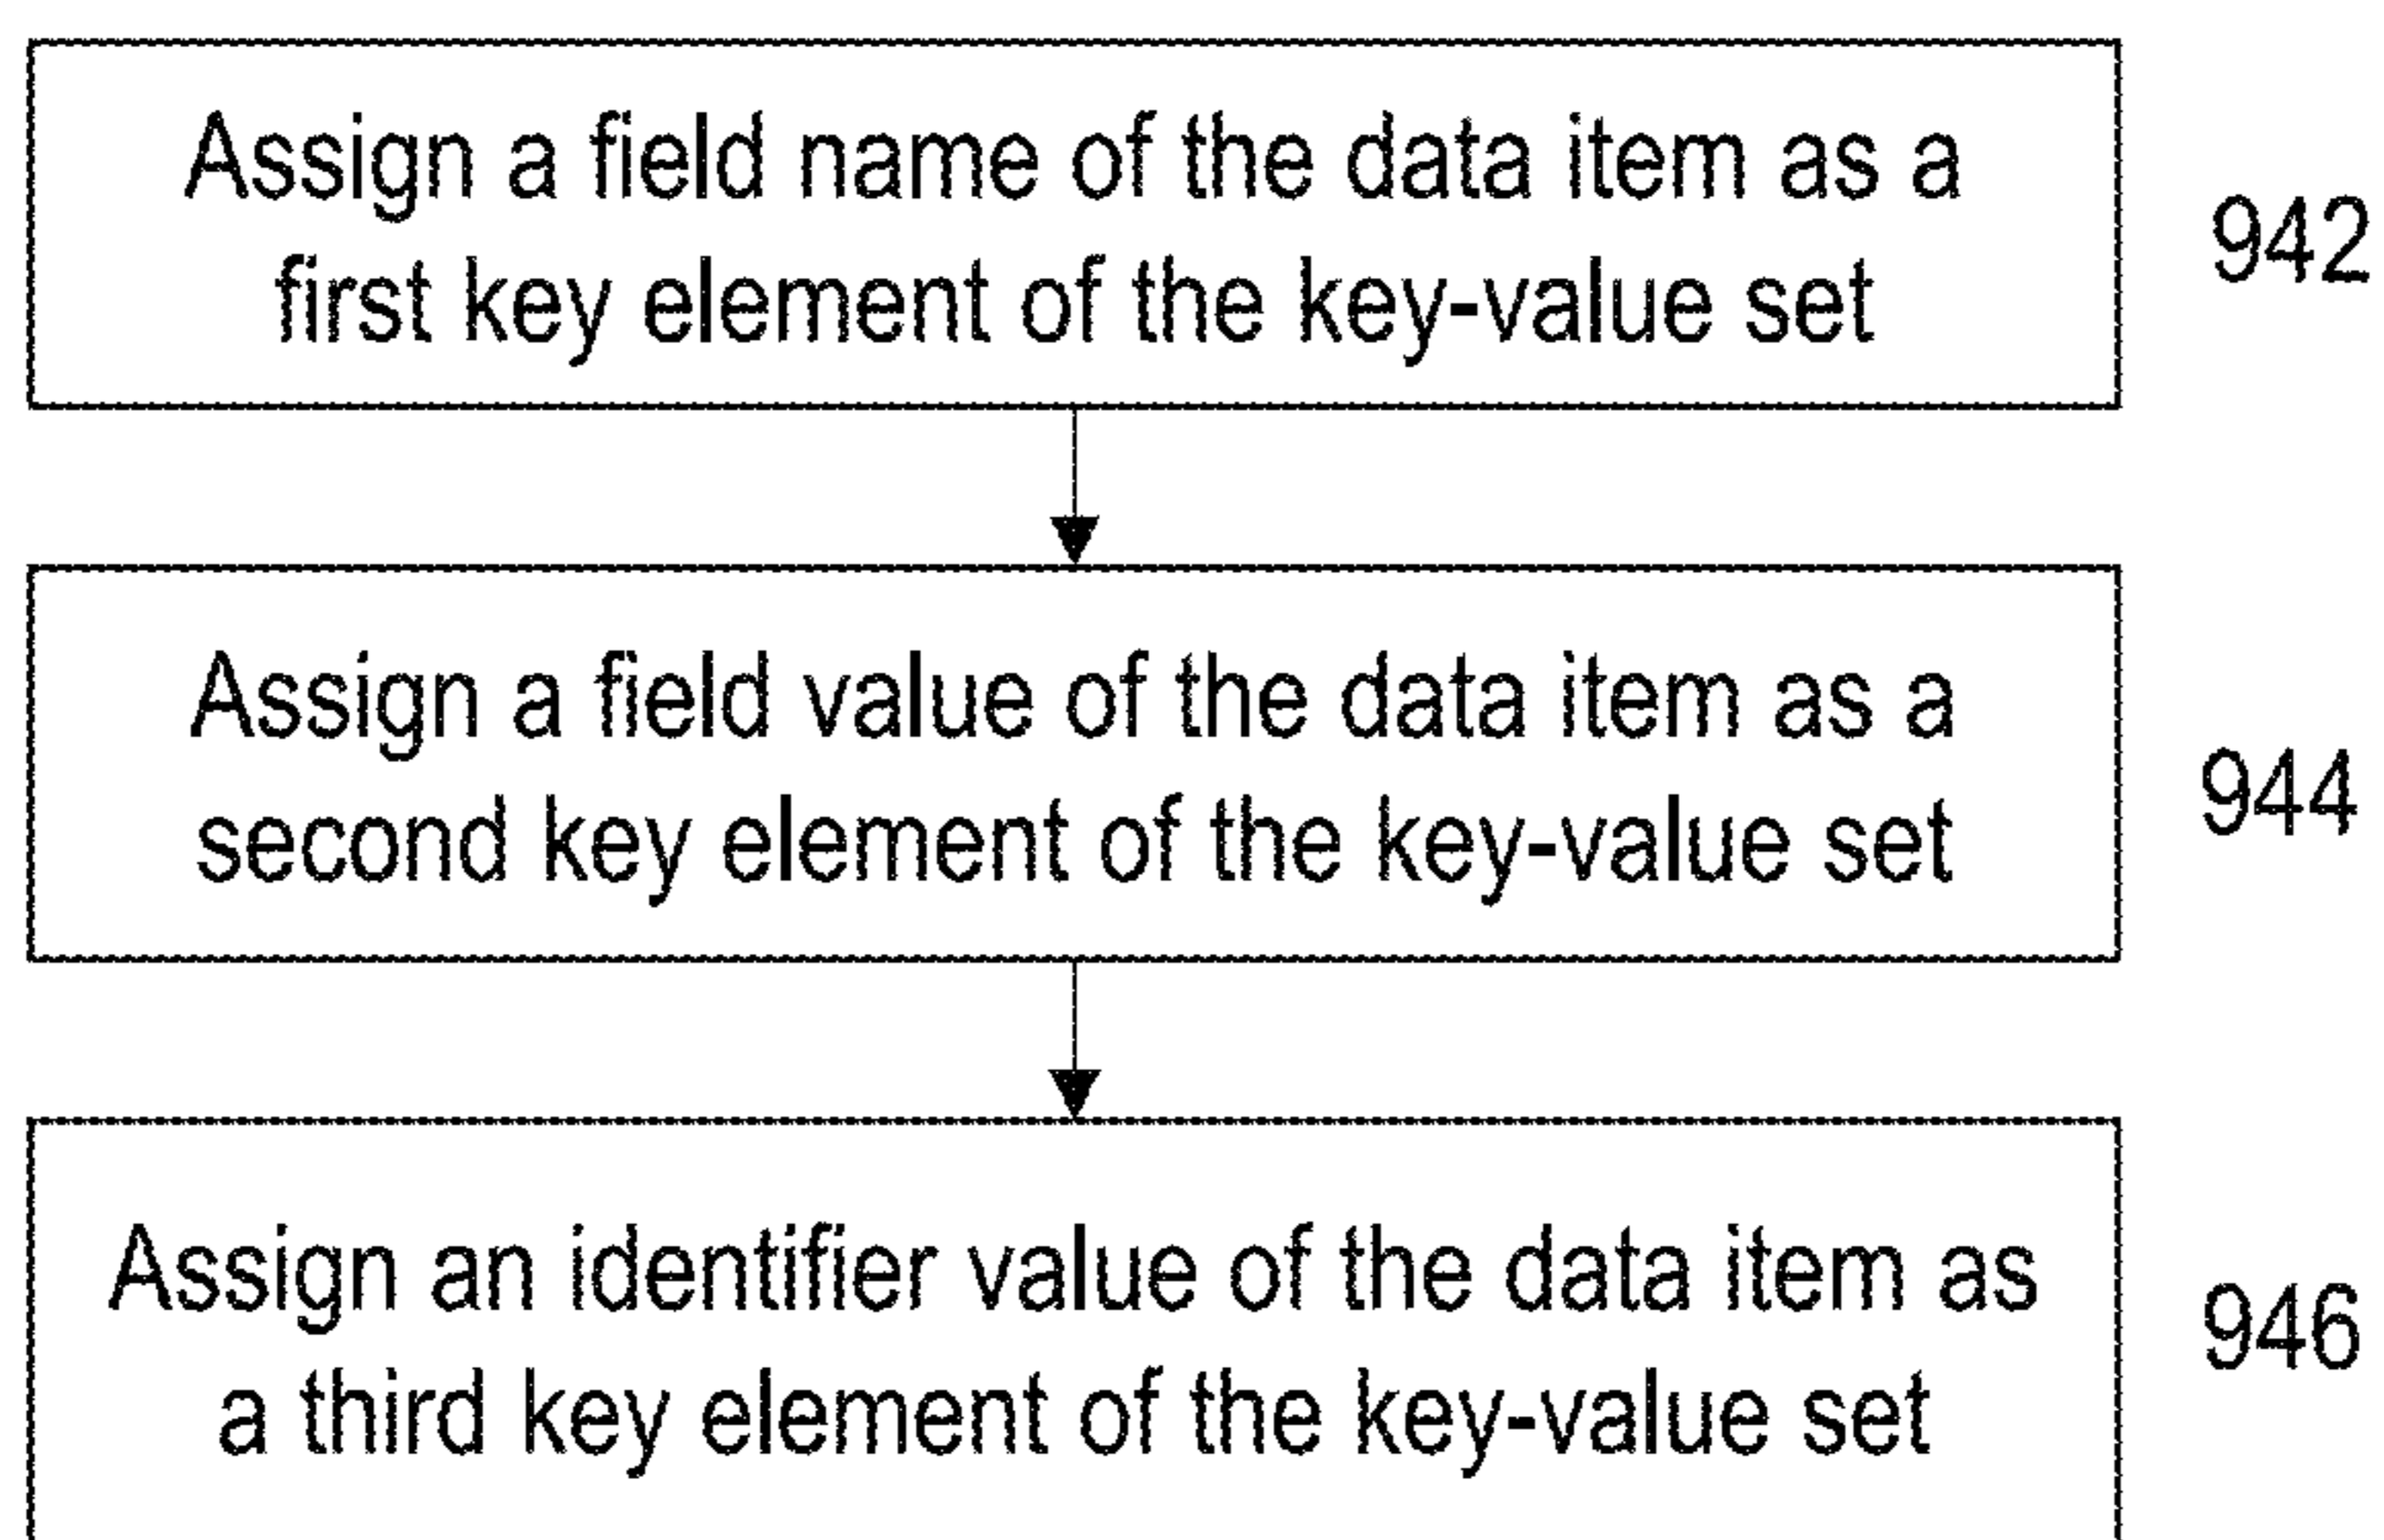 Assign a field name of the data item as a
first key element of the key-value set
942
Assign a field value of the data item as a
second key element of the key-value set
944
Assign an identifier value of the data item as
a third key element of the key-value set
946